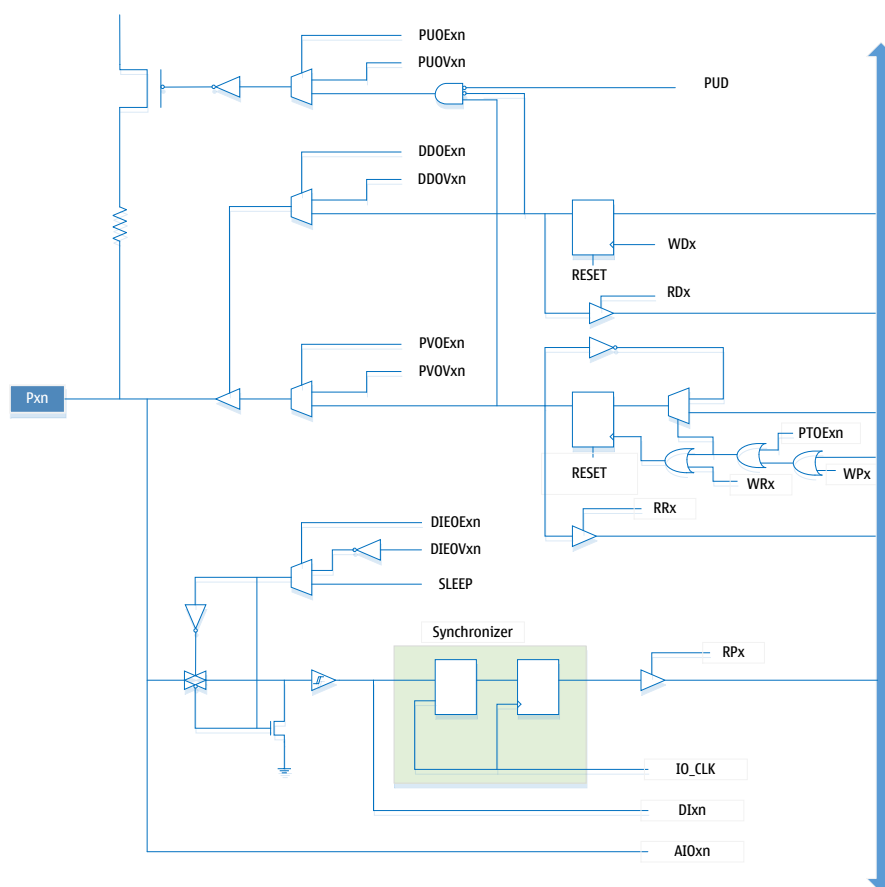 PUOExn
PUOVxn
PUD
DDOExn
DDOVxn
WDx
RESET
RDx
PVOExn
PVOVxn
Pxn
PTOExn
RESET
WRx
WPx
RRx
DIEOExn
DIEOVxn
SLEEP
Synchronizer
RPx
IO_CLK
DIxn
AIOxn